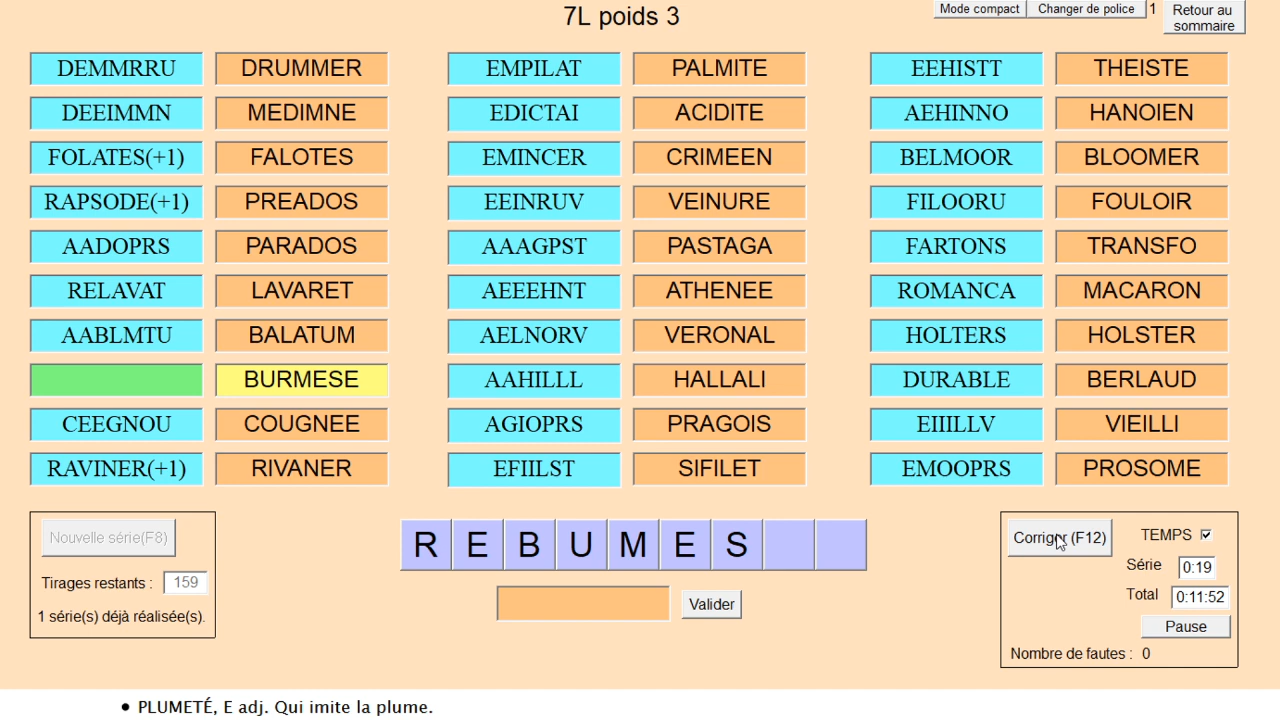 7L poids 3
Mode compact Changer de police 1 Retour au sommaire
DEMMRRU DRUMMER EMPILAT PALMITE EEHISTT THEISTE
DEEIMMN MEDIMNE EDICTAI ACIDITE AEHINNO HANOIEN
FOLATES(+1) FALOTES EMINCER CRIMEEN BELMOOR BLOOMER
RAPSODE(+1) PREADOS EEINRUV VEINURE FILOORU FOULOIR
AADOPRS PARADOS AAAGPST PASTAGA FARTONS TRANSFO
RELAVAT LAVARET AEEEHNT ATHENEE ROMANCA MACARON
AABLMTU BALATUM AELNORV VERONAL HOLTERS HOLSTER
BURMESE AAHILLL HALLALI DURABLE BERLAUD
CEEGNOU COUGNEE AGIOPRS PRAGOIS EIIILLV VIEILLI
RAVINER(+1) RIVANER EFIILST SIFILET EMOOPRS PROSOME
Nouvelle série(F8)
Tirages restants : 159
1 série(s) déjà réalisée(s).
R E B U M E S
Valider
Corriger (F12) TEMPS
Série 0:19
Total 0:11:52
Pause
Nombre de fautes : 0
• PLUMETÉ, E adj. Qui imite la plume.